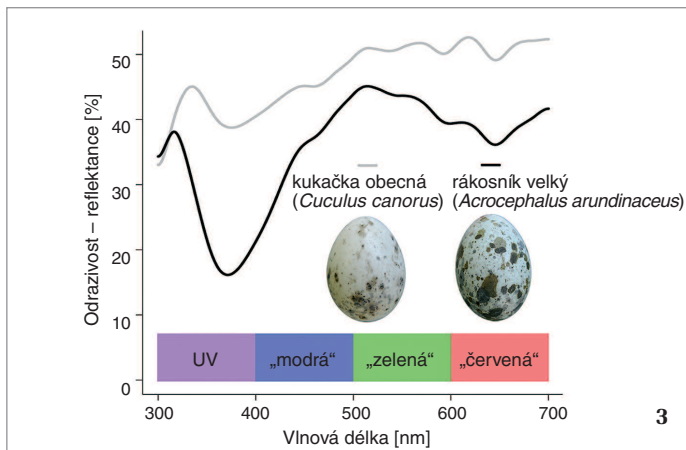 Odrazivost – reflektance [%]
50
40
30
20
10
0
kukačka obecná
(Cuculus canorus)
rákosník velký
(Acrocephalus arundinaceus)
UV
„modrá“
„zelená“
„červená“
300
400
500
600
700
Vlnová délka [nm]
3